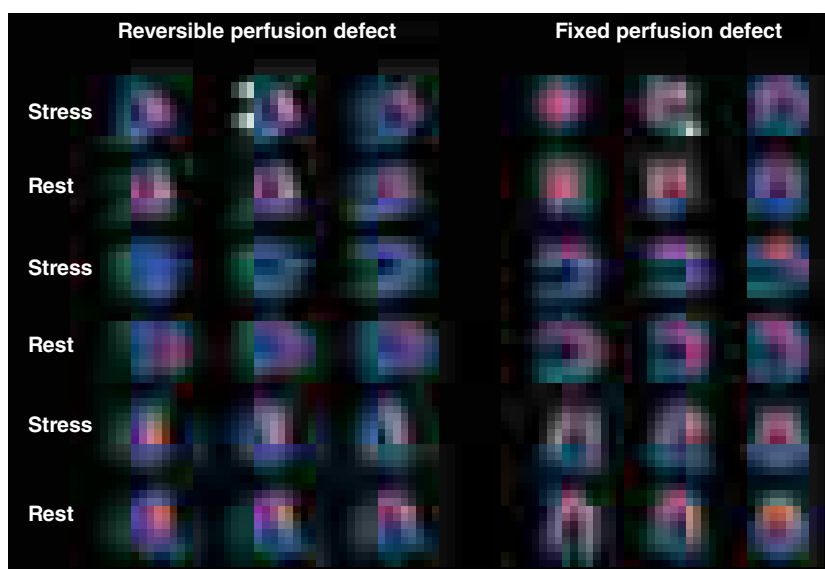 Reversible perfusion defect
Fixed perfusion defect
Stress
Rest
Stress
Rest
Stress
Rest